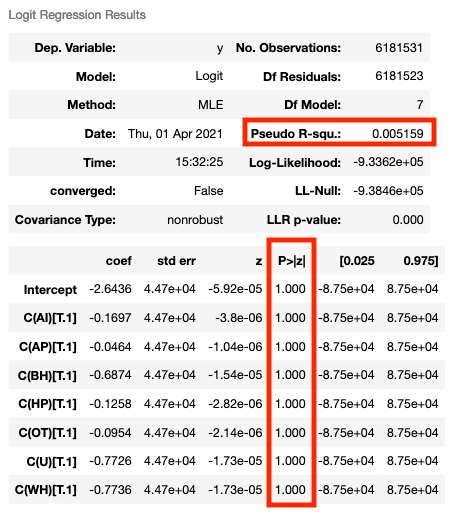 Logit Regression Results
Dep. Variable: y No. Observations: 6181531
Model: Logit Df Residuals: 6181523
Method: MLE Df Model: 7
Date: Thu, 01 Apr 2021 Pseudo R-squ.: 0.005159
Time: 15:32:25 Log-Likelihood: -9.3362e+05
converged: False LL-Null: -9.3846e+05
Covariance Type: nonrobust LLR p-value: 0.000
coef std err z P>|z| [0.025 0.975]
Intercept -2.6436 4.47e+04 -5.92e-05 1.000 -8.75e+04 8.75e+04
C(AI)[T.1] -0.1697 4.47e+04 -3.8e-06 1.000 -8.75e+04 8.75e+04
C(AP)[T.1] -0.0464 4.47e+04 -1.04e-06 1.000 -8.75e+04 8.75e+04
C(BH)[T.1] -0.6874 4.47e+04 -1.54e-05 1.000 -8.75e+04 8.75e+04
C(HP)[T.1] -0.1258 4.47e+04 -2.82e-06 1.000 -8.75e+04 8.75e+04
C(OT)[T.1] -0.0954 4.47e+04 -2.14e-06 1.000 -8.75e+04 8.75e+04
C(U)[T.1] -0.7726 4.47e+04 -1.73e-05 1.000 -8.75e+04 8.75e+04
C(WH)[T.1] -0.7736 4.47e+04 -1.73e-05 1.000 -8.75e+04 8.75e+04